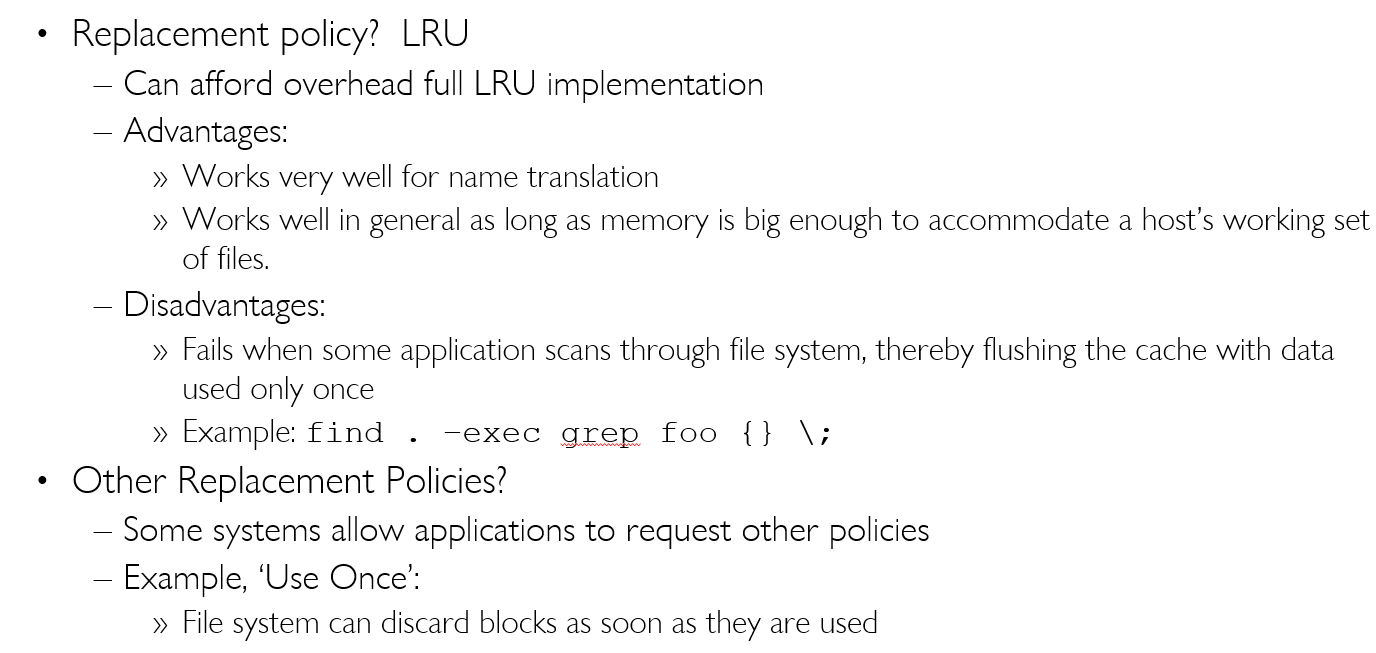 • Replacement policy?  LRU
– Can afford overhead full LRU implementation
– Advantages:
» Works very well for name translation
» Works well in general as long as memory is big enough to accommodate a host’s working set
of files.
– Disadvantages:
» Fails when some application scans through file system, thereby flushing the cache with data
used only once
» Example: find . –exec grep foo {} \;
• Other Replacement Policies?
– Some systems allow applications to request other policies
– Example, ‘Use Once’:
» File system can discard blocks as soon as they are used